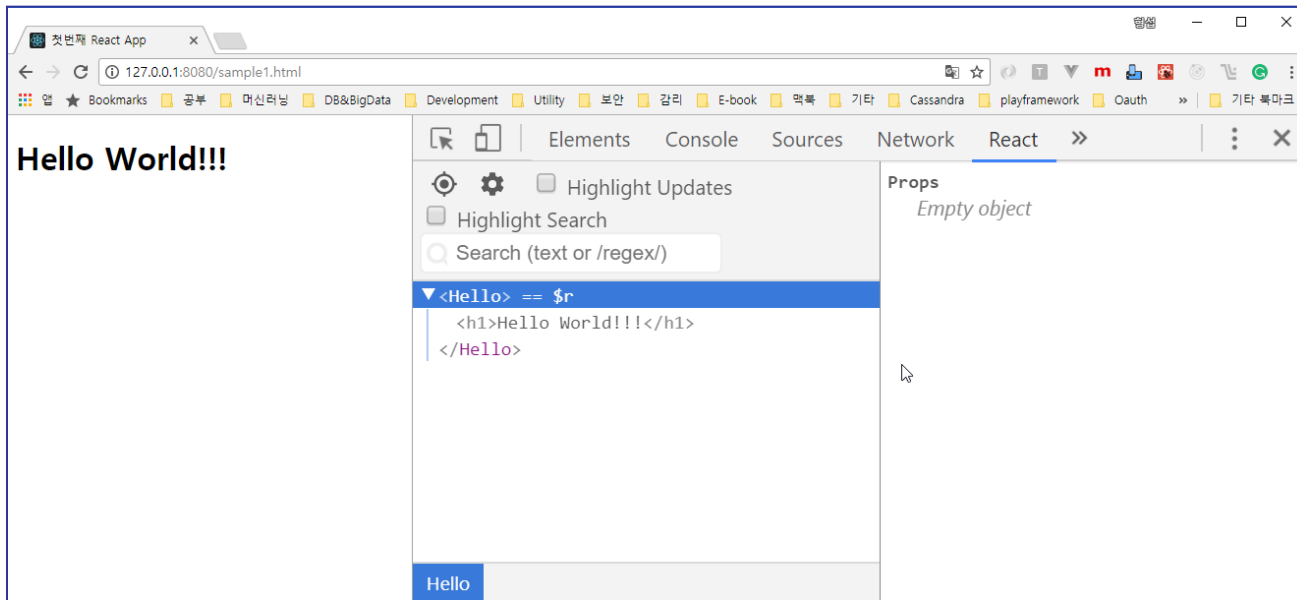 첫번째 React App
127.0.0.1:8080/sample1.html
앱 Bookmarks 공부 머신러닝 DB&BigData Development Utility 보안 감리 E-book 맥북 기타 Cassandra playframework Oauth » 기타 북마크
Hello World!!!
Elements Console Sources Network React »
Highlight Updates
Highlight Search
Search (text or /regex/)
Props
Empty object
<Hello> == $r
<h1>Hello World!!!</h1>
</Hello>
Hello